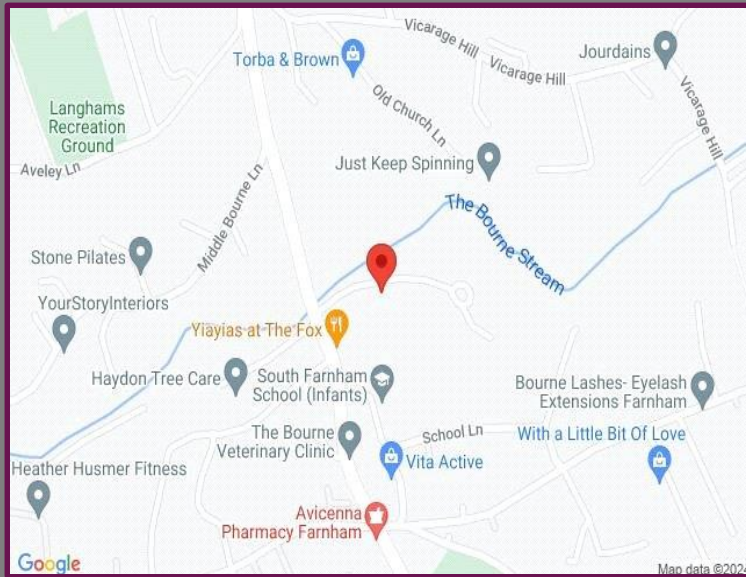 Vicarage Hill
Vicarage Hill
Jourdains
Torba & Brown
Old Church Ln
Vicarage Hill
Langhams
Recreation
Ground
Aveley Ln
Just Keep Spinning
Middle Bourne Ln
The Bourne Stream
Stone Pilates
YourStoryInteriors
Yiayias at The Fox
Haydon Tree Care
South Farnham
School (Infants)
Bourne Lashes- Eyelash
Extensions Farnham
The Bourne
Veterinary Clinic
School Ln
With a Little Bit Of Love
Vita Active
Heather Husmer Fitness
Avicenna
Pharmacy Farnham
Google
Map data ©2024